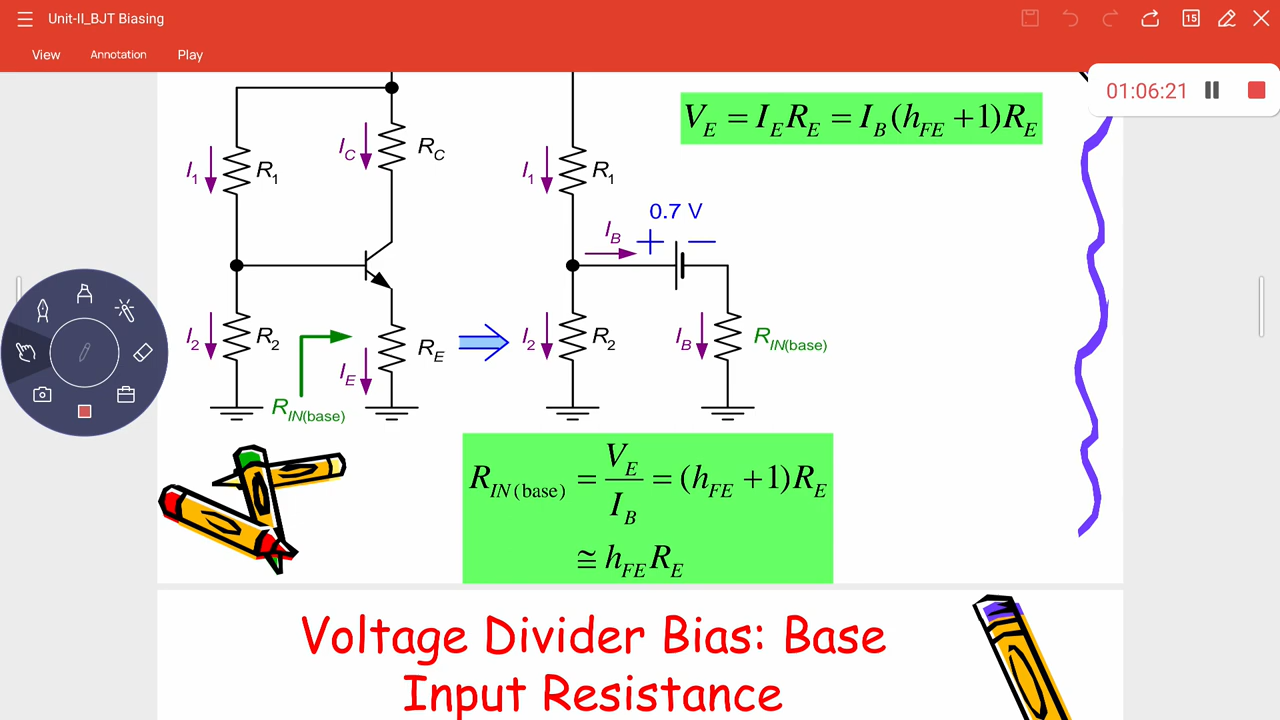 Unit-II_BJT Biasing
15
View Annotation Play
01:06:21
V_E = I_E R_E = I_B (h_FE + 1) R_E
I_C R_C
I_1 R_1
I_1 R_1
0.7 V
I_B + −
I_2 R_2
I_E R_E
R_IN(base)
I_2 R_2
I_B R_IN(base)
R_IN(base) = V_E / I_B = (h_FE + 1) R_E
≅ h_FE R_E
Voltage Divider Bias: Base
Input Resistance